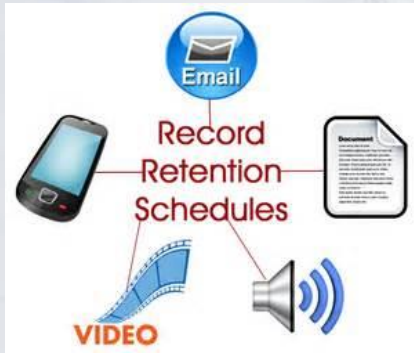 Email
Record
Retention
Schedules
Document
VIDEO